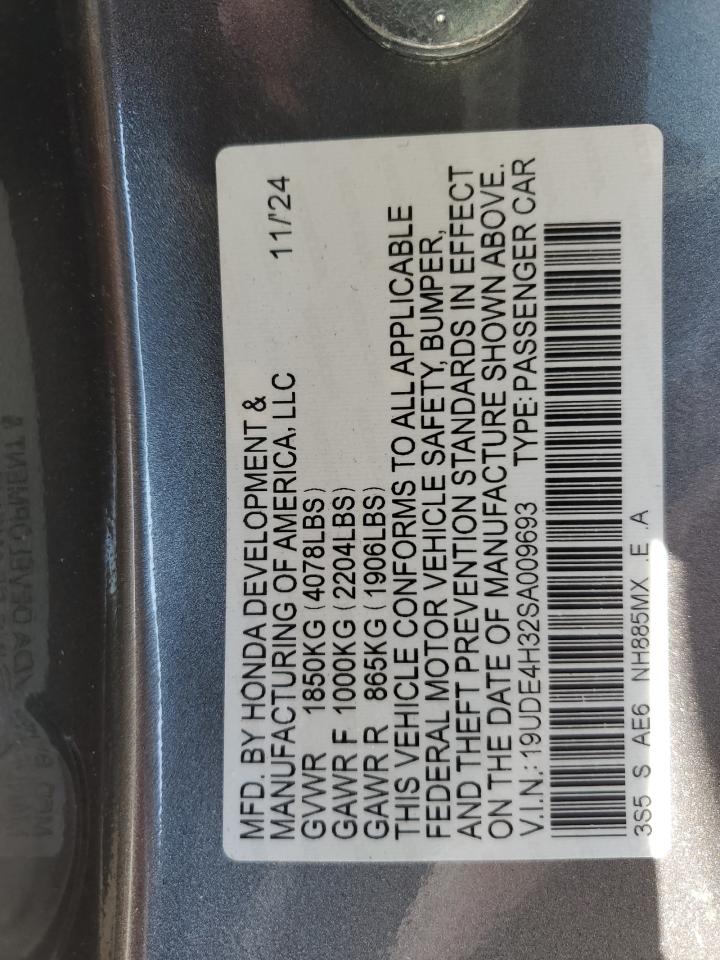 MFD. BY HONDA DEVELOPMENT &
MANUFACTURING OF AMERICA, LLC 11/'24
GVWR 1850KG (4078LBS)
GAWR F 1000KG (2204LBS)
GAWR R 865KG (1906LBS)
THIS VEHICLE CONFORMS TO ALL APPLICABLE
FEDERAL MOTOR VEHICLE SAFETY, BUMPER,
AND THEFT PREVENTION STANDARDS IN EFFECT
ON THE DATE OF MANUFACTURE SHOWN ABOVE.
V.I.N.: 19UDE4H32SA009693 TYPE: PASSENGER CAR
3S5 S AE6 NH885MX .E .A